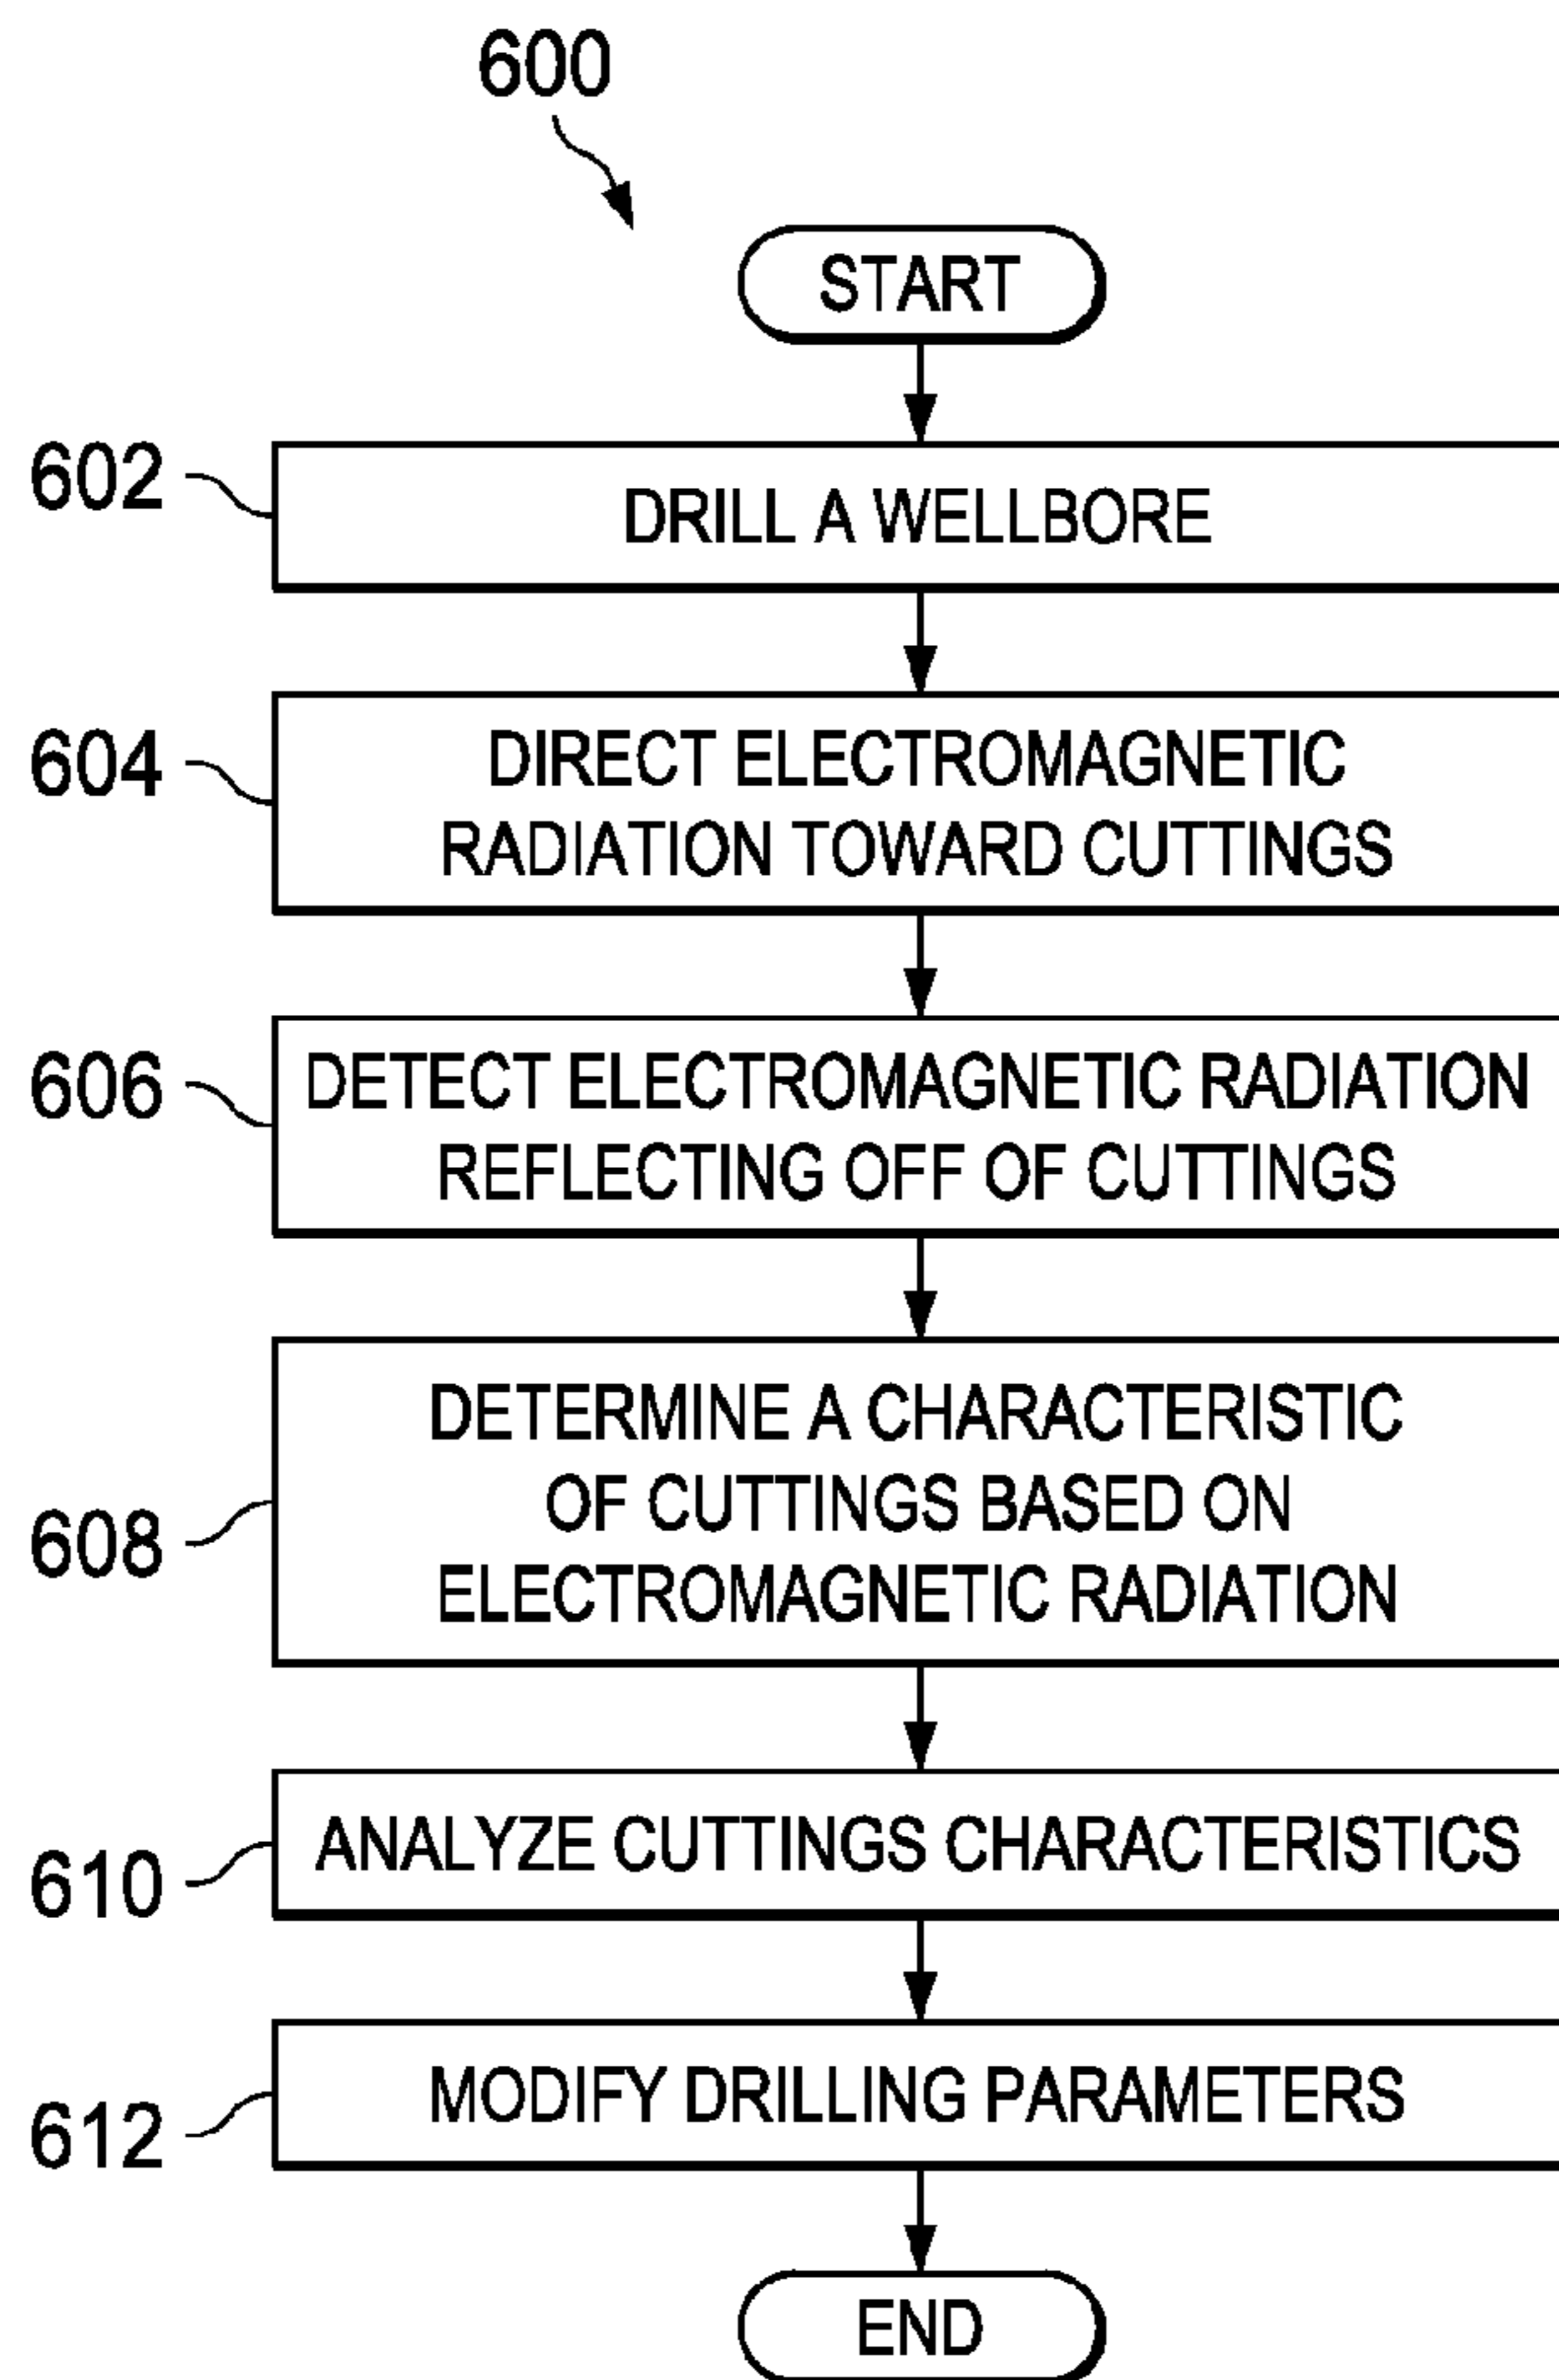 600
START
602
DRILL A WELLBORE
604
DIRECT ELECTROMAGNETIC
RADIATION TOWARD CUTTINGS
606
DETECT ELECTROMAGNETIC RADIATION
REFLECTING OFF OF CUTTINGS
608
DETERMINE A CHARACTERISTIC
OF CUTTINGS BASED ON
ELECTROMAGNETIC RADIATION
610
ANALYZE CUTTINGS CHARACTERISTICS
612
MODIFY DRILLING PARAMETERS
END